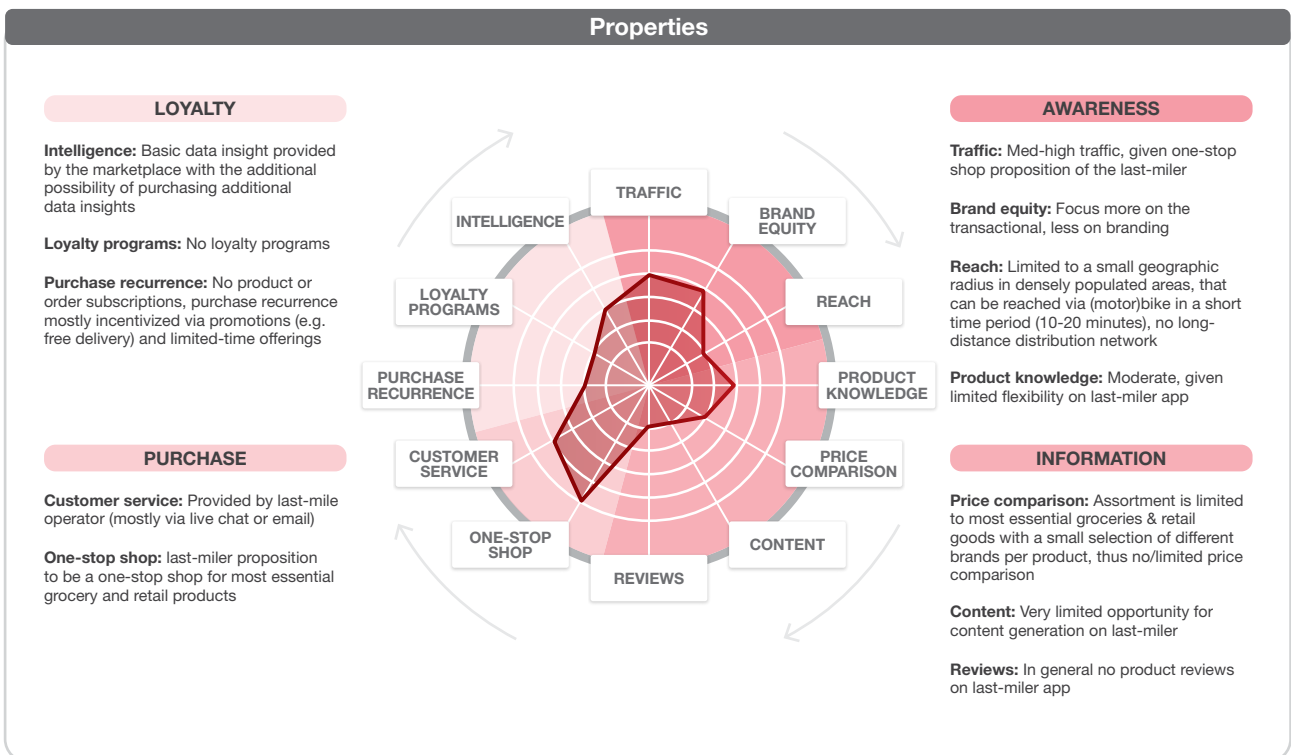 Properties
LOYALTY
Intelligence: Basic data insight provided
by the marketplace with the additional
possibility of purchasing additional
data insights
Loyalty programs: No loyalty programs
Purchase recurrence: No product or
order subscriptions, purchase recurrence
mostly incentivized via promotions (e.g.
free delivery) and limited-time offerings
PURCHASE
Customer service: Provided by last-mile
operator (mostly via live chat or email)
One-stop shop: last-miler proposition
to be a one-stop shop for most essential
grocery and retail products
TRAFFIC
BRAND
EQUITY
REACH
PRODUCT
KNOWLEDGE
PRICE
COMPARISON
CONTENT
REVIEWS
ONE-STOP
SHOP
CUSTOMER
SERVICE
PURCHASE
RECURRENCE
LOYALTY
PROGRAMS
INTELLIGENCE
AWARENESS
Traffic: Med-high traffic, given one-stop
shop proposition of the last-miler
Brand equity: Focus more on the
transactional, less on branding
Reach: Limited to a small geographic
radius in densely populated areas, that
can be reached via (motor)bike in a short
time period (10-20 minutes), no long-
distance distribution network
Product knowledge: Moderate, given
limited flexibility on last-miler app
INFORMATION
Price comparison: Assortment is limited
to most essential groceries & retail
goods with a small selection of different
brands per product, thus no/limited price
comparison
Content: Very limited opportunity for
content generation on last-miler
Reviews: In general no product reviews
on last-miler app